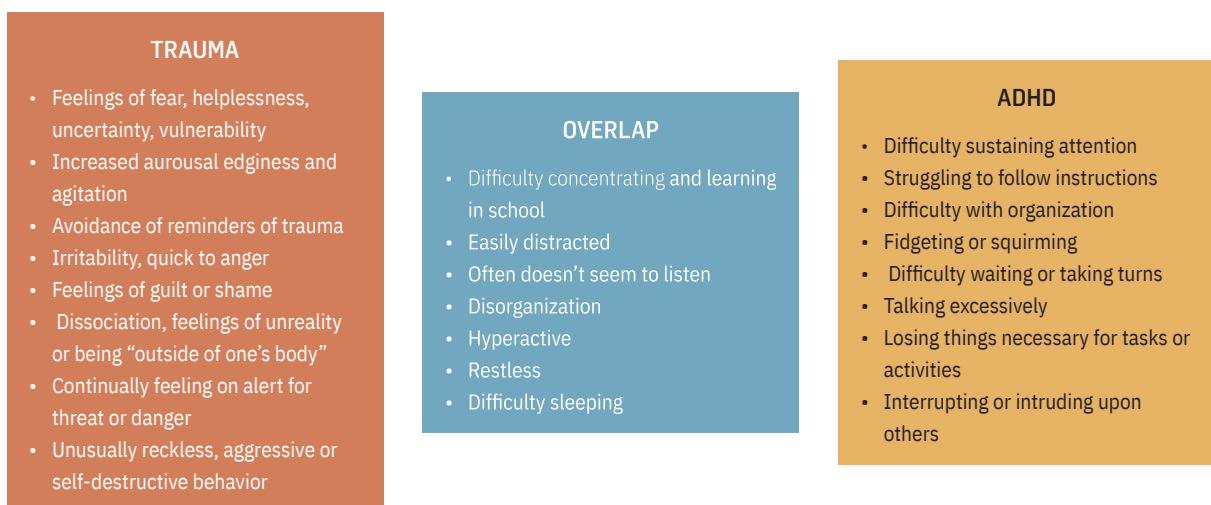 TRAUMA
• Feelings of fear, helplessness,
uncertainty, vulnerability
• Increased aurousal edginess and
agitation
• Avoidance of reminders of trauma
• Irritability, quick to anger
• Feelings of guilt or shame
• Dissociation, feelings of unreality
or being “outside of one’s body”
• Continually feeling on alert for
threat or danger
• Unusually reckless, aggressive or
self-destructive behavior
OVERLAP
• Difficulty concentrating and learning
in school
• Easily distracted
• Often doesn’t seem to listen
• Disorganization
• Hyperactive
• Restless
• Difficulty sleeping
ADHD
• Difficulty sustaining attention
• Struggling to follow instructions
• Difficulty with organization
• Fidgeting or squirming
• Difficulty waiting or taking turns
• Talking excessively
• Losing things necessary for tasks or
activities
• Interrupting or intruding upon
others